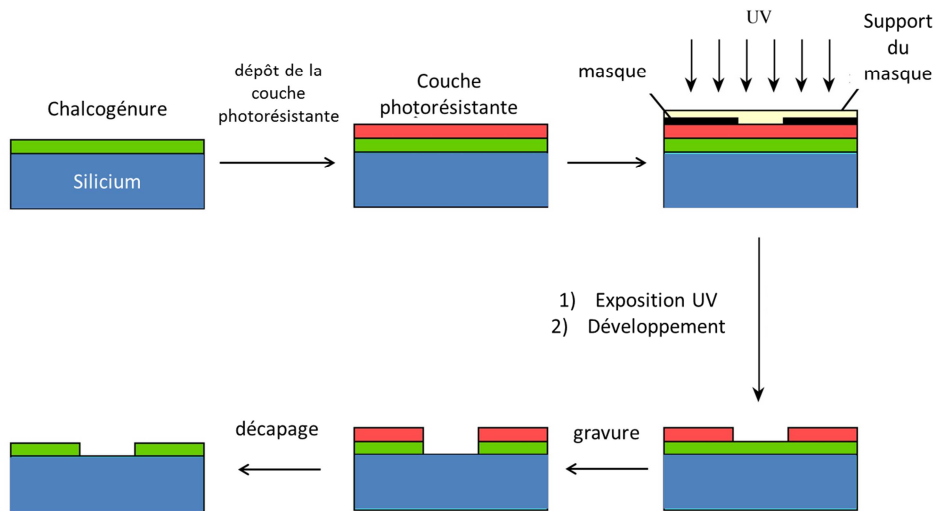 Chalcogénure
Silicium
dépôt de la
couche
photorésistante
Couche
photorésistante
UV
masque
Support
du
masque
1) Exposition UV
2) Développement
gravure
décapage